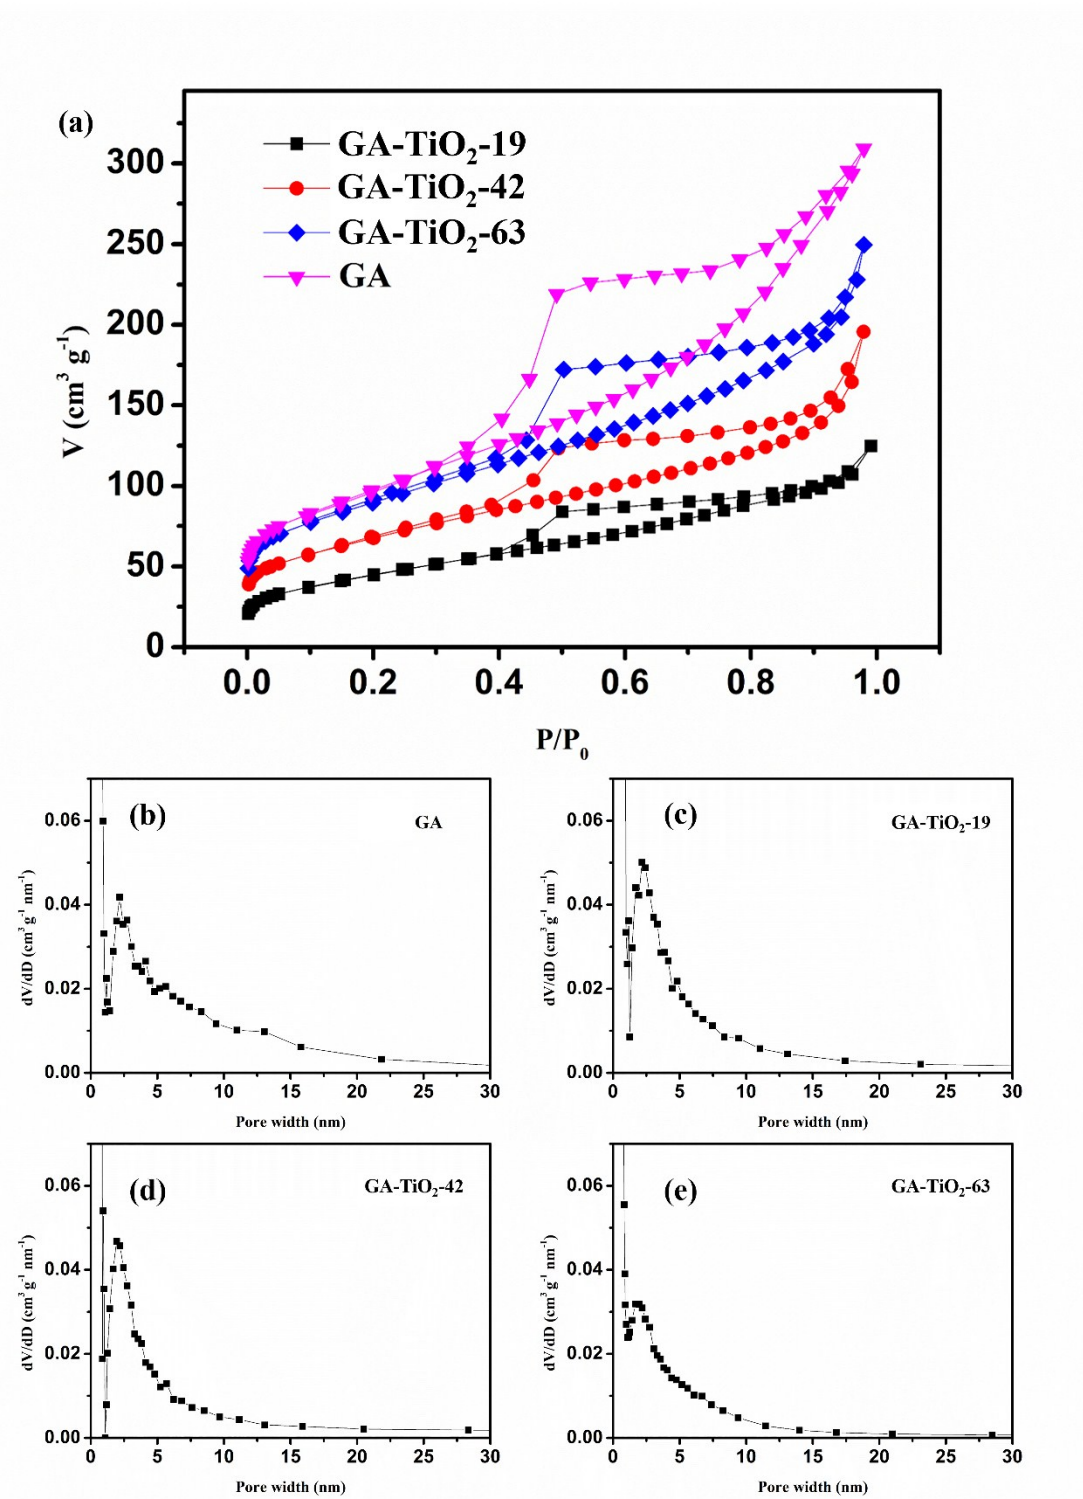 (a)
GA-TiO2-19
GA-TiO2-42
GA-TiO2-63
GA
300
250
200
150
100
50
0
V (cm3 g-1)
0.0 0.2 0.4 0.6 0.8 1.0
P/P0
(b)
GA
0.06
0.04
0.02
0.00
dV/dD (cm3 g-1 nm-1)
0 5 10 15 20 25 30
Pore width (nm)
(c)
GA-TiO2-19
0.06
0.04
0.02
0.00
dV/dD (cm3 g-1 nm-1)
0 5 10 15 20 25 30
Pore width (nm)
(d)
GA-TiO2-42
0.06
0.04
0.02
0.00
dV/dD (cm3 g-1 nm-1)
0 5 10 15 20 25 30
Pore width (nm)
(e)
GA-TiO2-63
0.06
0.04
0.02
0.00
dV/dD (cm3 g-1 nm-1)
0 5 10 15 20 25 30
Pore width (nm)